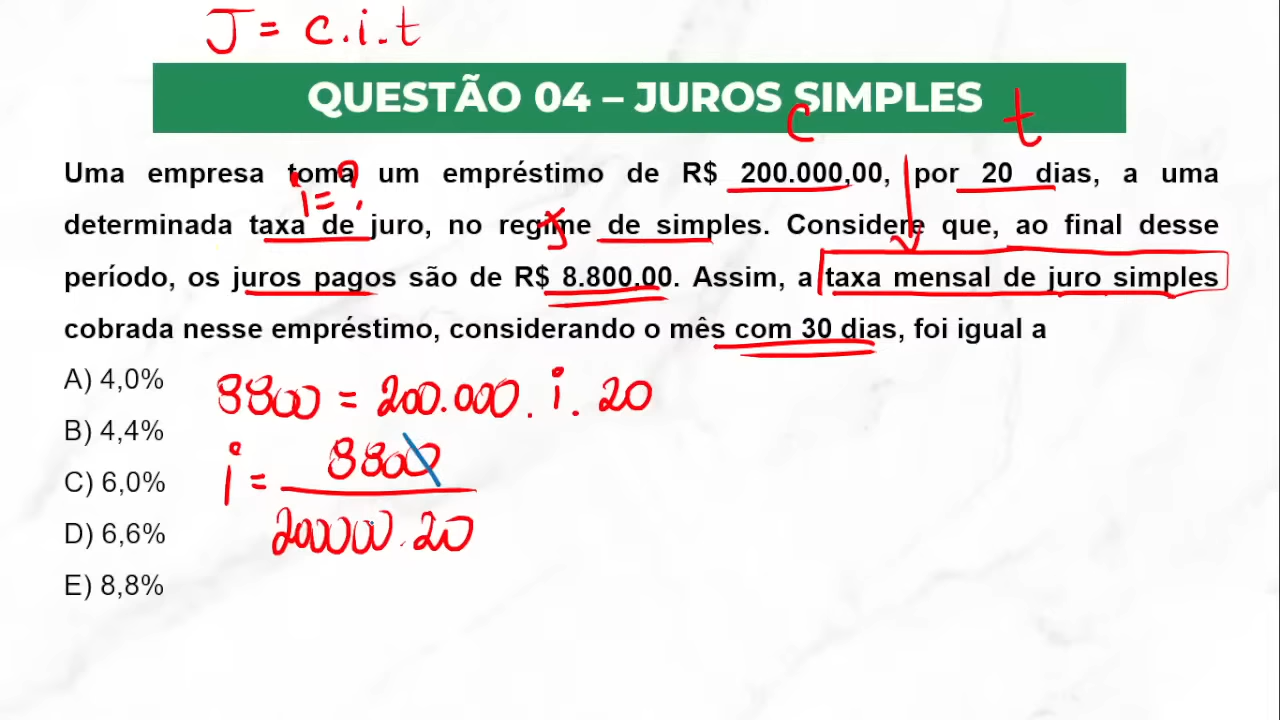 J = c.i.t
QUESTÃO 04 – JUROS SIMPLES
c t
Uma empresa toma um empréstimo de R$ 200.000,00, por 20 dias, a uma
i = ?
determinada taxa de juro, no regime de simples. Considere que, ao final desse
J
período, os juros pagos são de R$ 8.800,00. Assim, a taxa mensal de juro simples
cobrada nesse empréstimo, considerando o mês com 30 dias, foi igual a
A) 4,0%
8800 = 200.000 . i . 20
B) 4,4%
C) 6,0%
i = 8800
200000 . 20
D) 6,6%
E) 8,8%